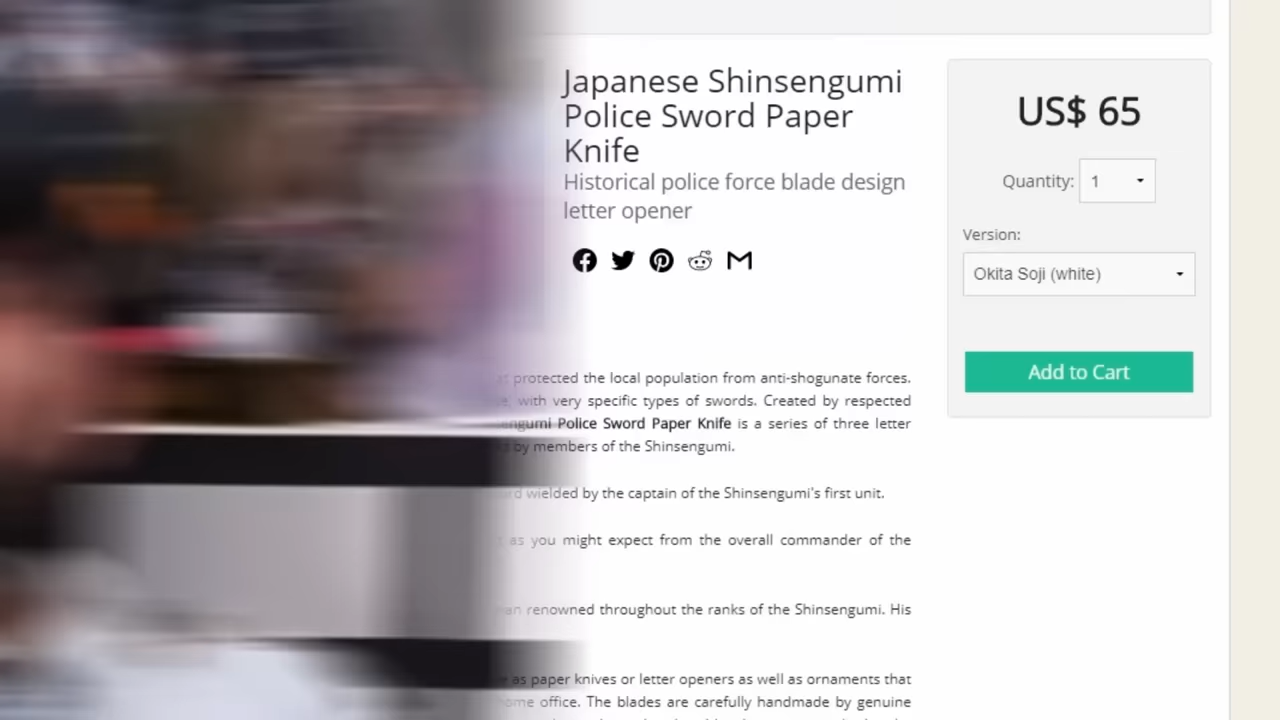 Japanese Shinsengumi
Police Sword Paper
Knife
Historical police force blade design
letter opener
US$ 65
Quantity: 1
Version:
Okita Soji (white)
Add to Cart
protected the local population from anti-shogunate forces.
with very specific types of swords. Created by respected
Police Sword Paper Knife is a series of three letter
by members of the Shinsengumi.
wielded by the captain of the Shinsengumi's first unit.
as you might expect from the overall commander of the
renowned throughout the ranks of the Shinsengumi. His
as paper knives or letter openers as well as ornaments that
office. The blades are carefully handmade by genuine